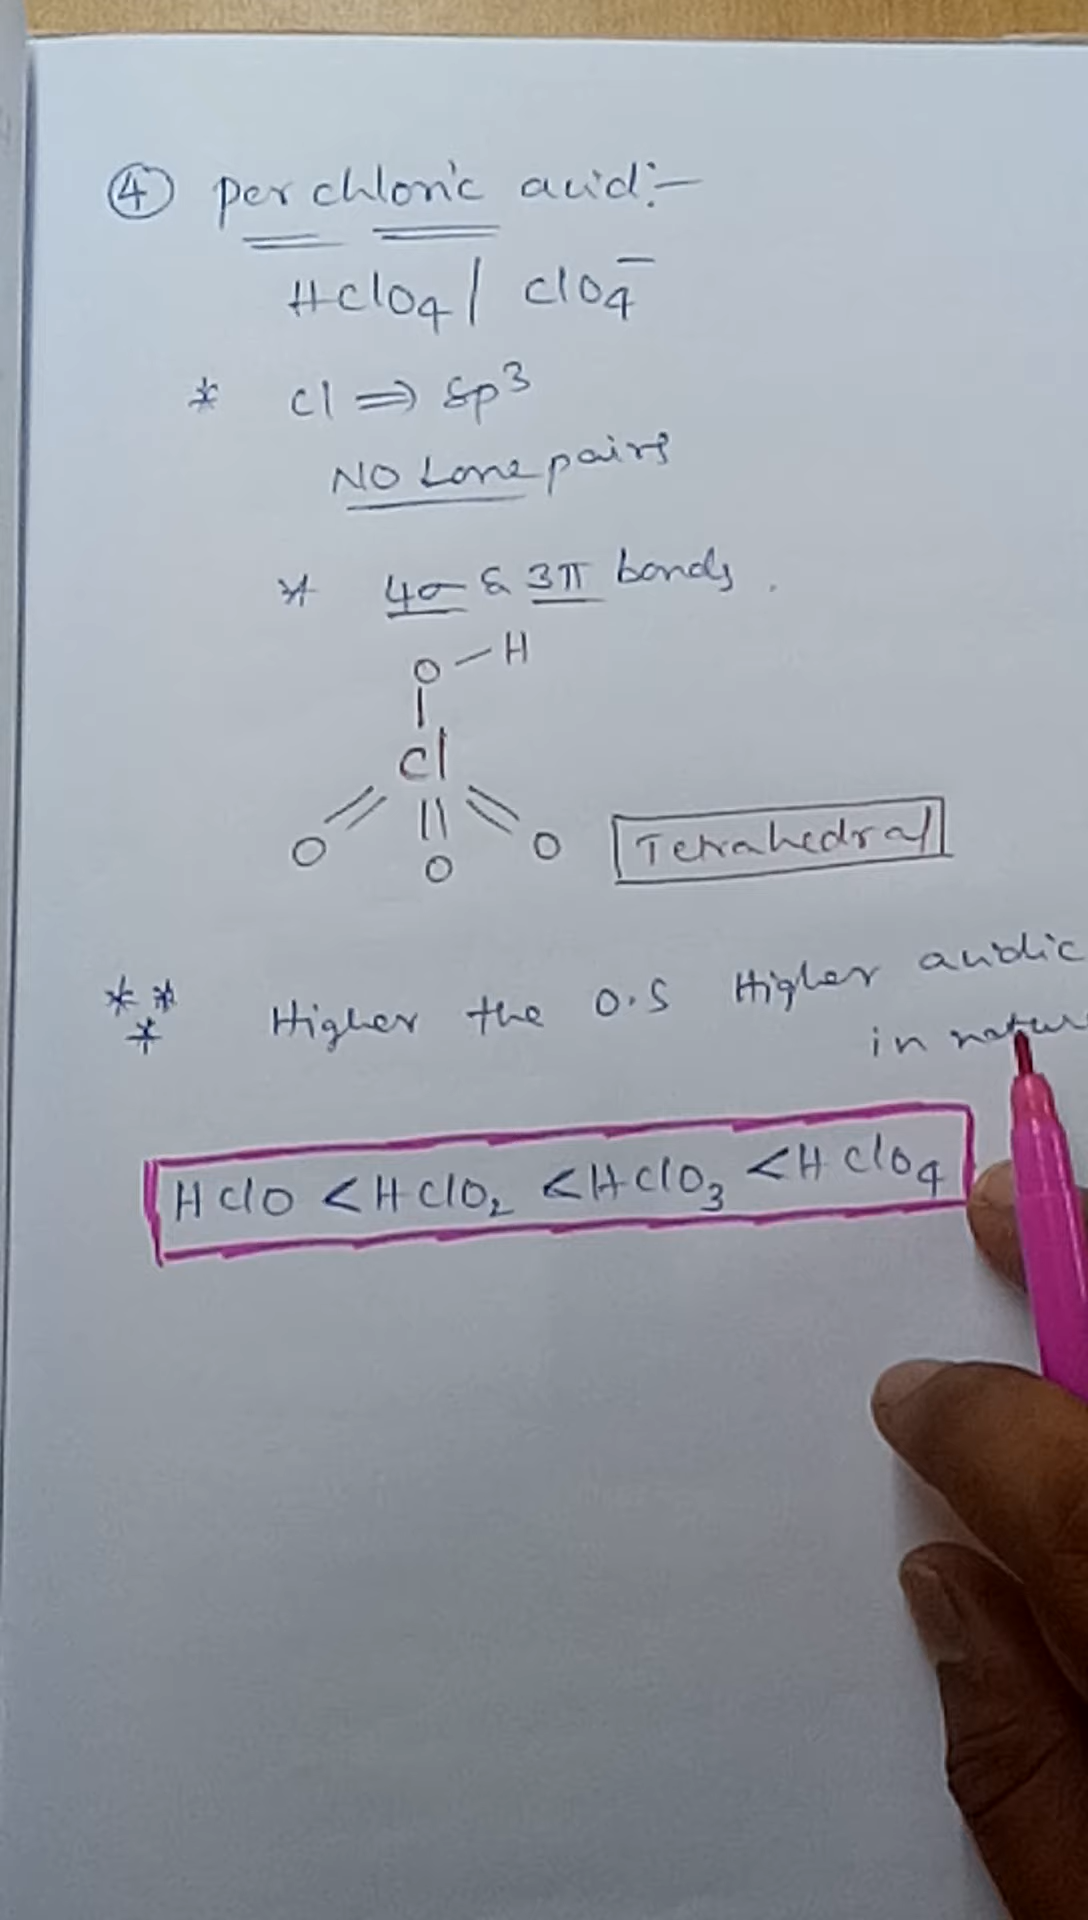 ④ per chloric acid:-
HClO4 / ClO4⁻
* Cl ⇒ Sp³
NO Lone pairs
* 4σ & 3π bonds.
O - H
Cl
O O O
Tetrahedral
*** Higher the O.S Higher acidic
in natur
HClO < HClO₂ < HClO₃ < HClO₄